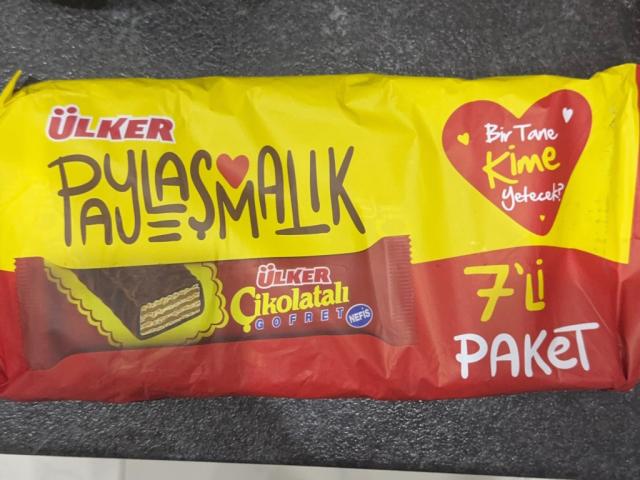 ÜLKER
PAYLAŞMALIK
ÜLKER
Çikolatalı
GOFRET
NEFİS
Bir Tane
Kime
Yetecek?
7'Lİ
PAKET